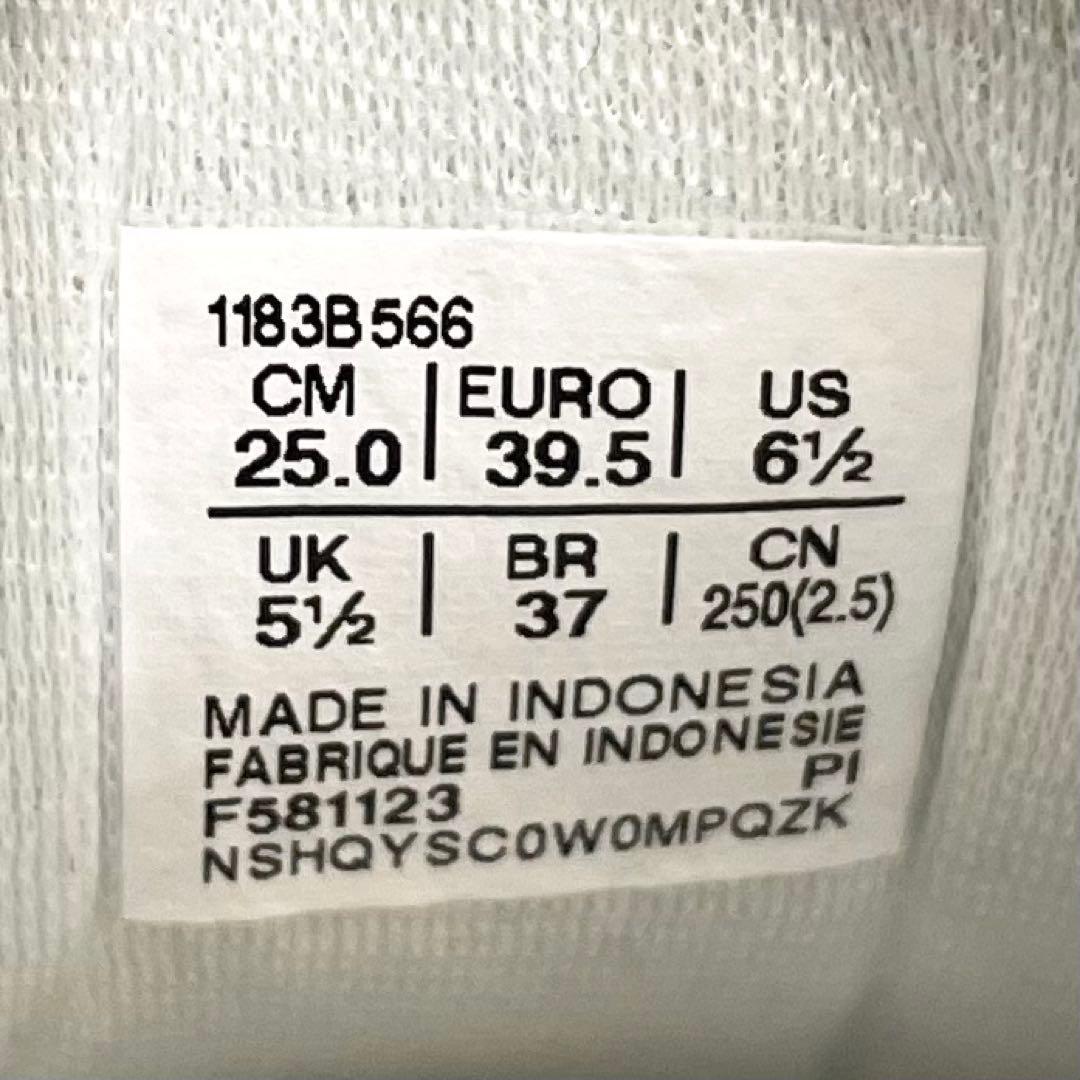 1183B566
CM | EURO | US
25.0 | 39.5 | 6½
UK | BR | CN
5½ | 37 | 250(2.5)
MADE IN INDONESIA
FABRIQUE EN INDONESIE
F581123 PI
NSHQYSC0W0MPQZK